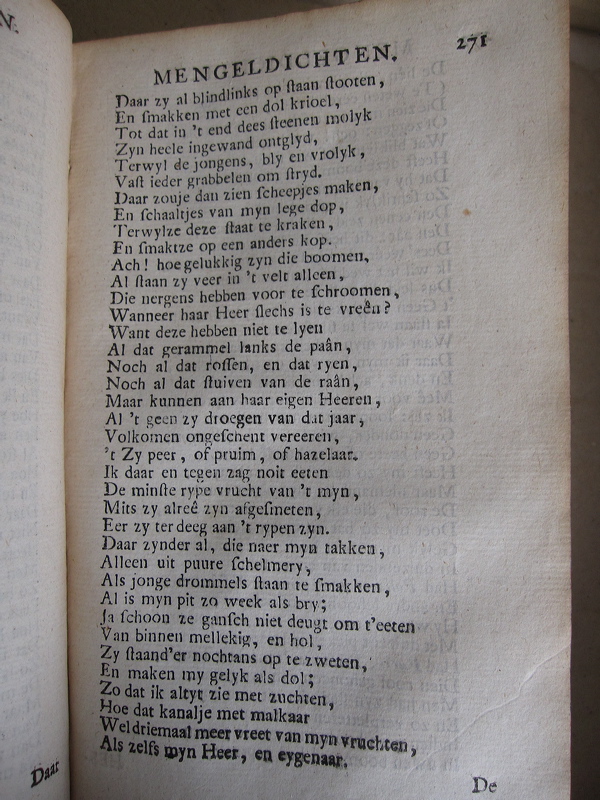 N.
MENGELDICHTEN. 271
Daar zy al blindlinks op ſtaan ſtooten,
En ſmakken met een dol krioel,
Tot dat in 't end dees ſteenen molyk
Zyn heele ingewand ontglyd,
Terwyl de jongens, bly en vrolyk,
Vaſt ieder grabbelen om ſtryd.
Daar zouje dan zien ſcheepjes maken,
En ſchaaltjes van myn lege dop,
Terwylze deze ſtaat te kraken,
En ſmaktze op een anders kop.
Ach! hoe gelukkig zyn die boomen,
Al ſtaan zy veer in 't velt alleen,
Die nergens hebben voor te ſchroomen,
Wanneer haar Heer ſlechs is te vreên?
Want deze hebben niet te lyen
Al dat gerammel lanks de paân,
Noch al dat roſſen, en dat ryen,
Noch al dat ſtuiven van de raân,
Maar kunnen aan haar eigen Heeren,
Al 't geen zy droegen van dat jaar,
Volkomen ongeſchent vereeren,
't Zy peer, of pruim, of hazelaar.
Ik daar en tegen zag noit eeten
De minſte rype vrucht van 't myn,
Mits zy alreê zyn afgeſmeten,
Eer zy ter deeg aan 't rypen zyn.
Daar zynder al, die naer myn takken,
Alleen uit puure ſchelmery,
Als jonge drommels ſtaan te ſmakken,
Al is myn pit zo week als bry;
Ja ſchoon ze ganſch niet deugt om t'eeten
Van binnen mellekig, en hol,
Zy ſtaand'er nochtans op te zweten,
En maken my gelyk als dol;
Zo dat ik altyt zie met zuchten,
Hoe dat kanalje met malkaar
Wel driemaal meer vreet van myn vruchten,
Als zelfs myn Heer, en eygenaar.
Daar
De